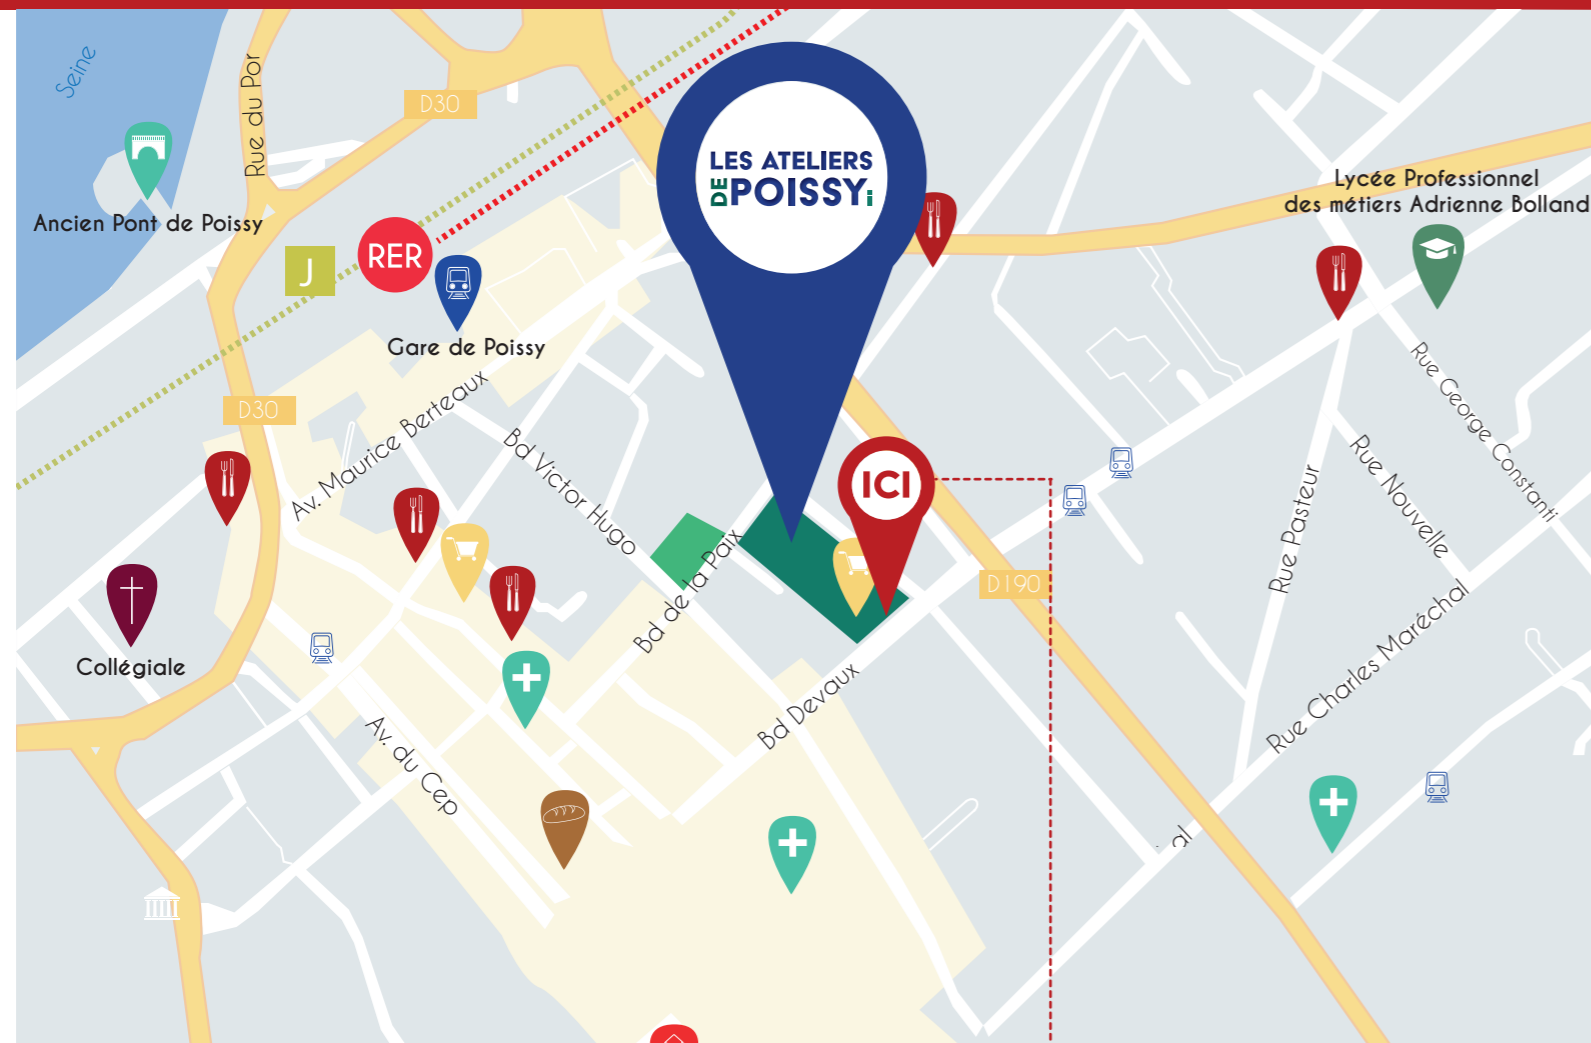 Seine
Rue du Por
D30
LES ATELIERS
DE POISSY
Lycée Professionnel
des métiers Adrienne Bolland
Ancien Pont de Poissy
RER
J
Gare de Poissy
D30
Av. Maurice Berteaux
Bd Victor Hugo
Rue George Constanti
Rue Pasteur
Rue Nouvelle
ICI
Bd de la Paix
D190
Collégiale
Bd Devaux
Rue Charles Maréchal
Av. du Cep
al